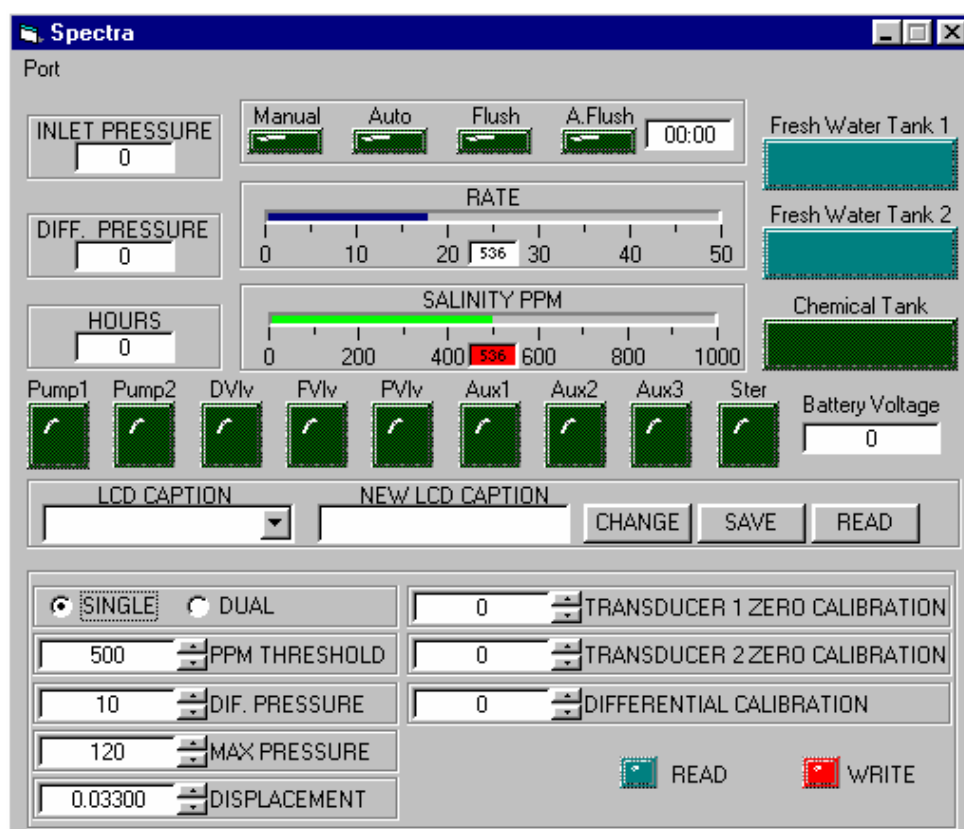 Spectra
Port
INLET PRESSURE
0
Manual Auto Flush A.Flush 00:00
Fresh Water Tank 1
DIFF. PRESSURE
0
RATE
0 10 20 536 30 40 50
Fresh Water Tank 2
HOURS
0
SALINITY PPM
0 200 400 536 600 800 1000
Chemical Tank
Pump1 Pump2 DVlv FVlv PVlv Aux1 Aux2 Aux3 Ster
Battery Voltage
0
LCD CAPTION NEW LCD CAPTION
CHANGE SAVE READ
SINGLE DUAL
500 PPM THRESHOLD
10 DIF. PRESSURE
120 MAX PRESSURE
0.03300 DISPLACEMENT
0 TRANSDUCER 1 ZERO CALIBRATION
0 TRANSDUCER 2 ZERO CALIBRATION
0 DIFFERENTIAL CALIBRATION
READ WRITE